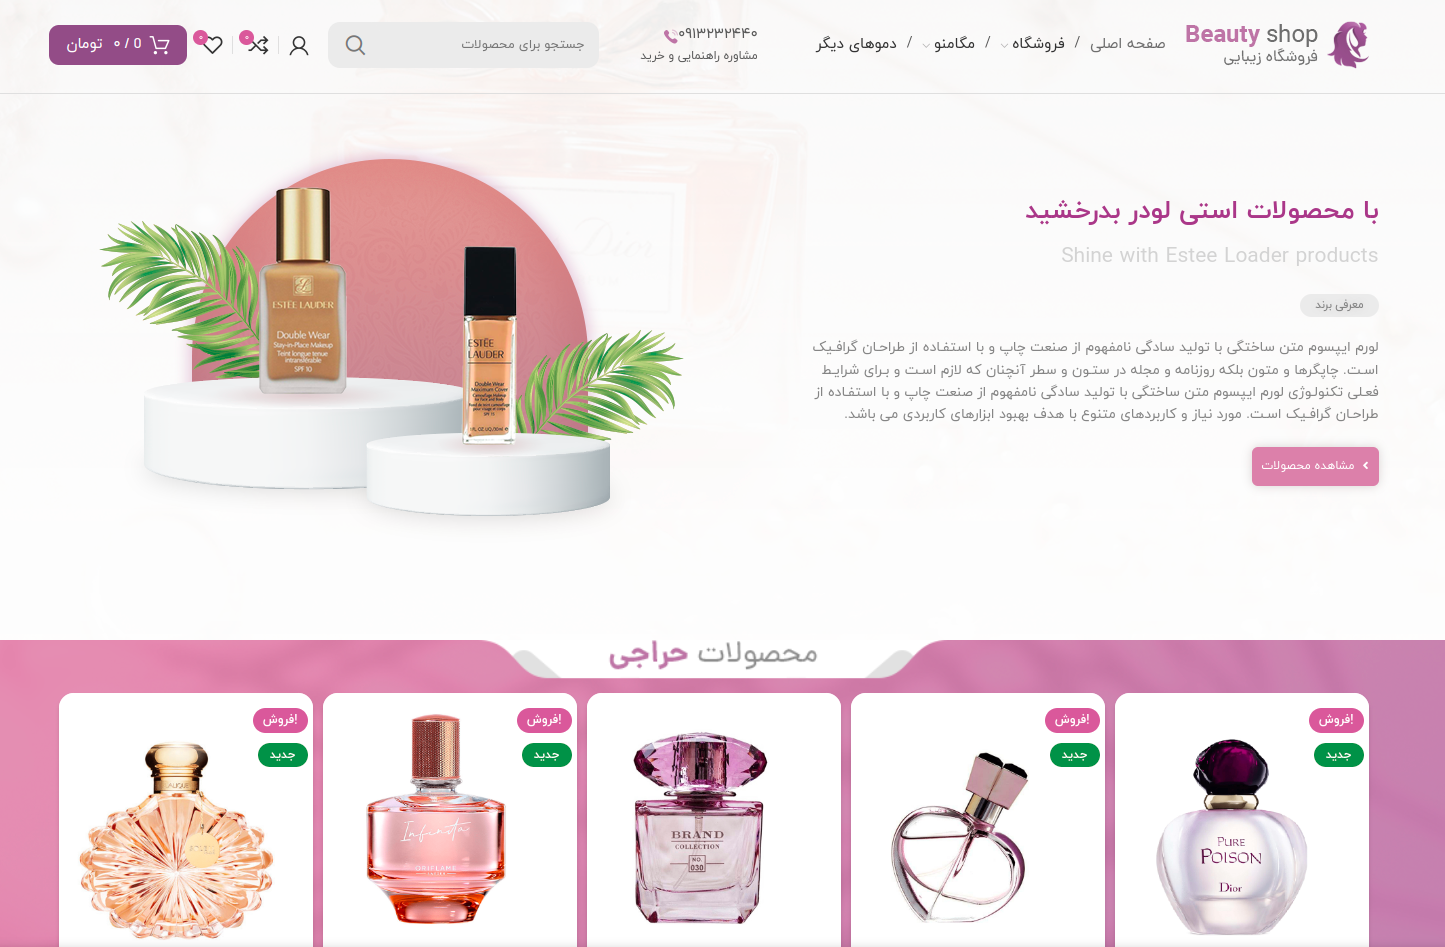 Beauty shop
فروشگاه زیبایی
صفحه اصلی / فروشگاه / مگامنو / دموهای دیگر
۰۹۱۳۲۳۲۴۴۰
مشاوره راهنمایی و خرید
جستجو برای محصولات
۰
۰
0 / ۰ تومان
با محصولات استی لودر بدرخشید
Shine with Estee Loader products
معرفی برند
لورم ایپسوم متن ساختگی با تولید سادگی نامفهوم از صنعت چاپ و با استفاده از طراحان گرافیک
است. چاپگرها و متون بلکه روزنامه و مجله در ستون و سطر آنچنان که لازم است و برای شرایط
فعلی تکنولوژی لورم ایپسوم متن ساختگی با تولید سادگی نامفهوم از صنعت چاپ و با استفاده از
طراحان گرافیک است. مورد نیاز و کاربردهای متنوع با هدف بهبود ابزارهای کاربردی می باشد.
مشاهده محصولات
ESTĒE LAUDER
Double Wear
Stay-in-Place Makeup
Teint longue tenue
intransférable
SPF 10
ESTĒE
LAUDER
Double Wear
Maximum Cover
Dior
محصولات حراجی
فروش!
جدید
PURE
POISON
Dior
فروش!
جدید
BRAND
COLLECTION
NO.
030
فروش!
جدید
Infinita
ORIFLAME
فروش!
جدید